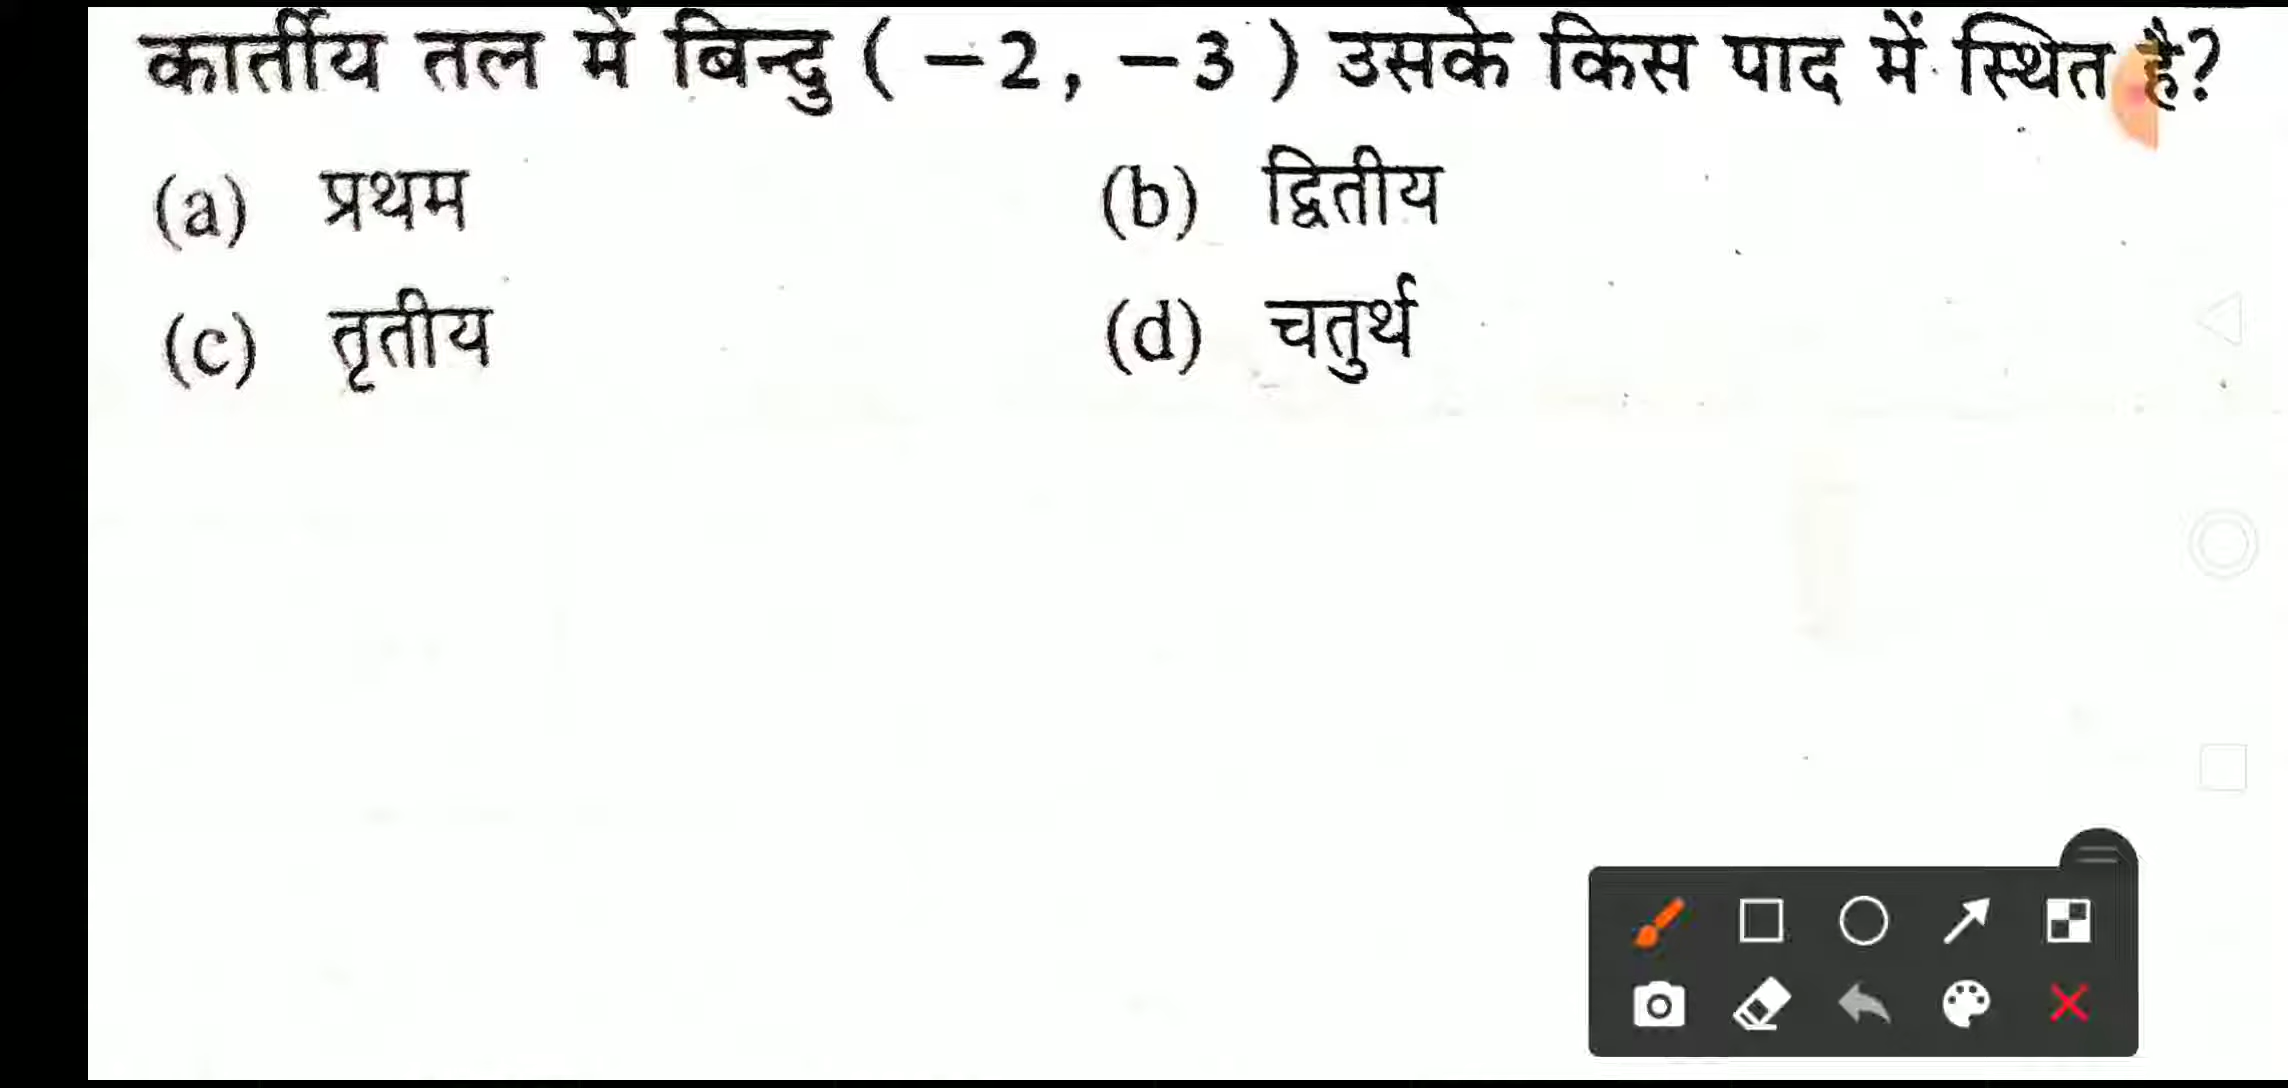 कार्तीय तल में बिन्दु ( −2, −3 ) उसके किस पाद में स्थित है?
(a) प्रथम (b) द्वितीय
(c) तृतीय (d) चतुर्थ